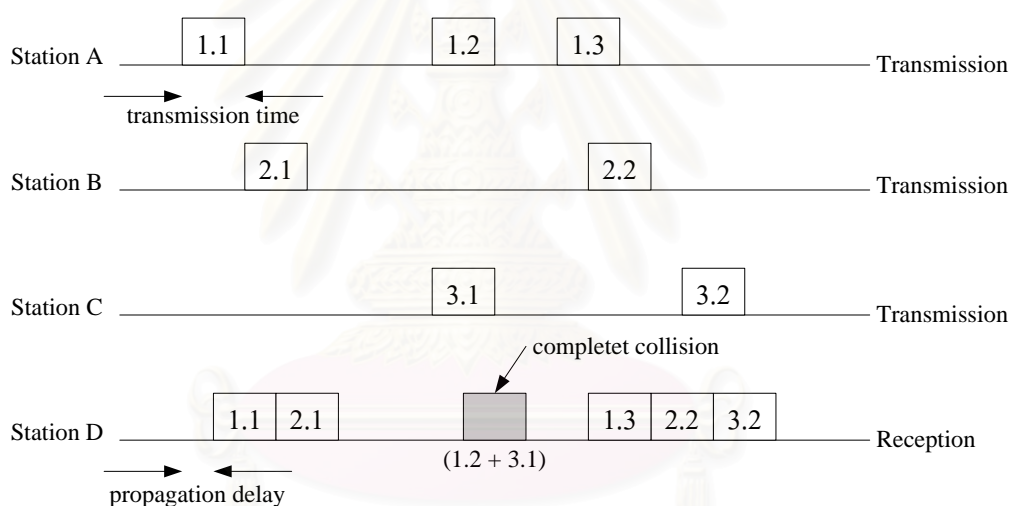 Station A 1.1 1.2 1.3 Transmission
transmission time
Station B 2.1 2.2 Transmission
Station C 3.1 3.2 Transmission
completet collision
Station D 1.1 2.1 1.3 2.2 3.2 Reception
(1.2 + 3.1)
propagation delay